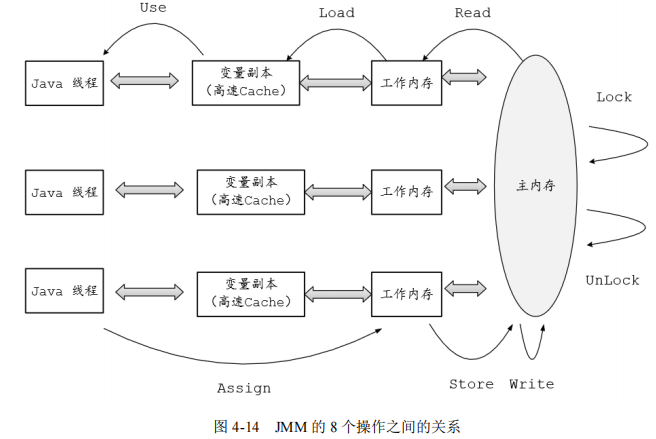 Use
Load
Read
Java 线程
变量副本
（高速Cache）
工作内存
Lock
Java 线程
变量副本
（高速Cache）
工作内存
主内存
Java 线程
变量副本
（高速Cache）
工作内存
UnLock
Assign
Store
Write
图 4-14 JMM 的 8 个操作之间的关系